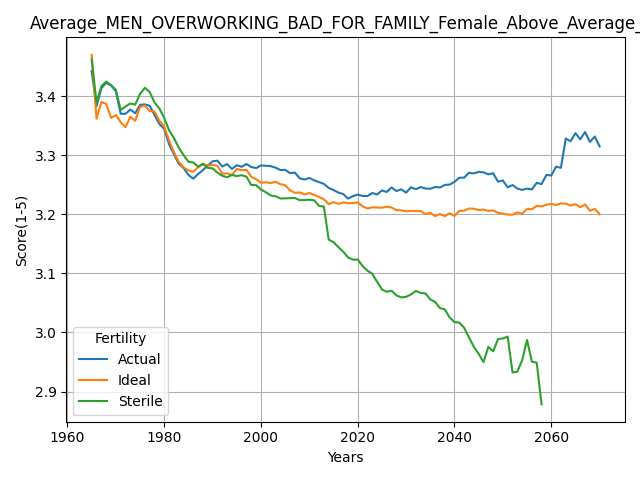 Average_MEN_OVERWORKING_BAD_FOR_FAMILY_Female_Above_Average_
Score(1-5)
3.4
3.3
3.2
3.1
3.0
2.9
Fertility
Actual
Ideal
Sterile
1960
1980
2000
2020
2040
2060
Years